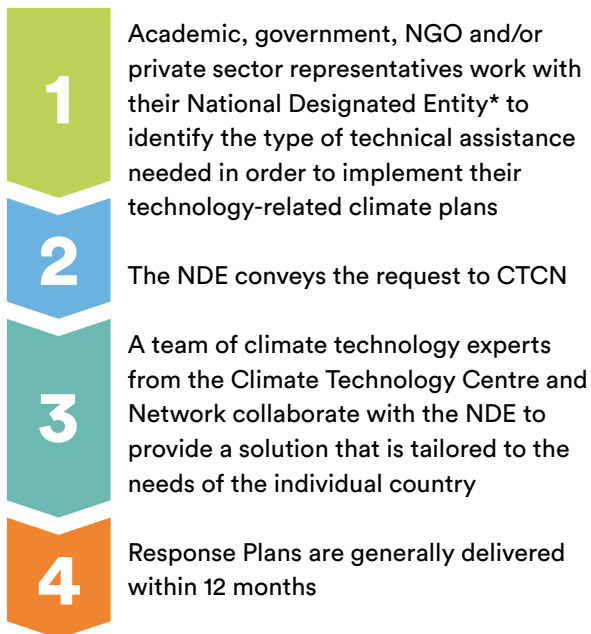 1
Academic, government, NGO and/or
private sector representatives work with
their National Designated Entity* to
identify the type of technical assistance
needed in order to implement their
technology-related climate plans
2
The NDE conveys the request to CTCN
3
A team of climate technology experts
from the Climate Technology Centre and
Network collaborate with the NDE to
provide a solution that is tailored to the
needs of the individual country
4
Response Plans are generally delivered
within 12 months